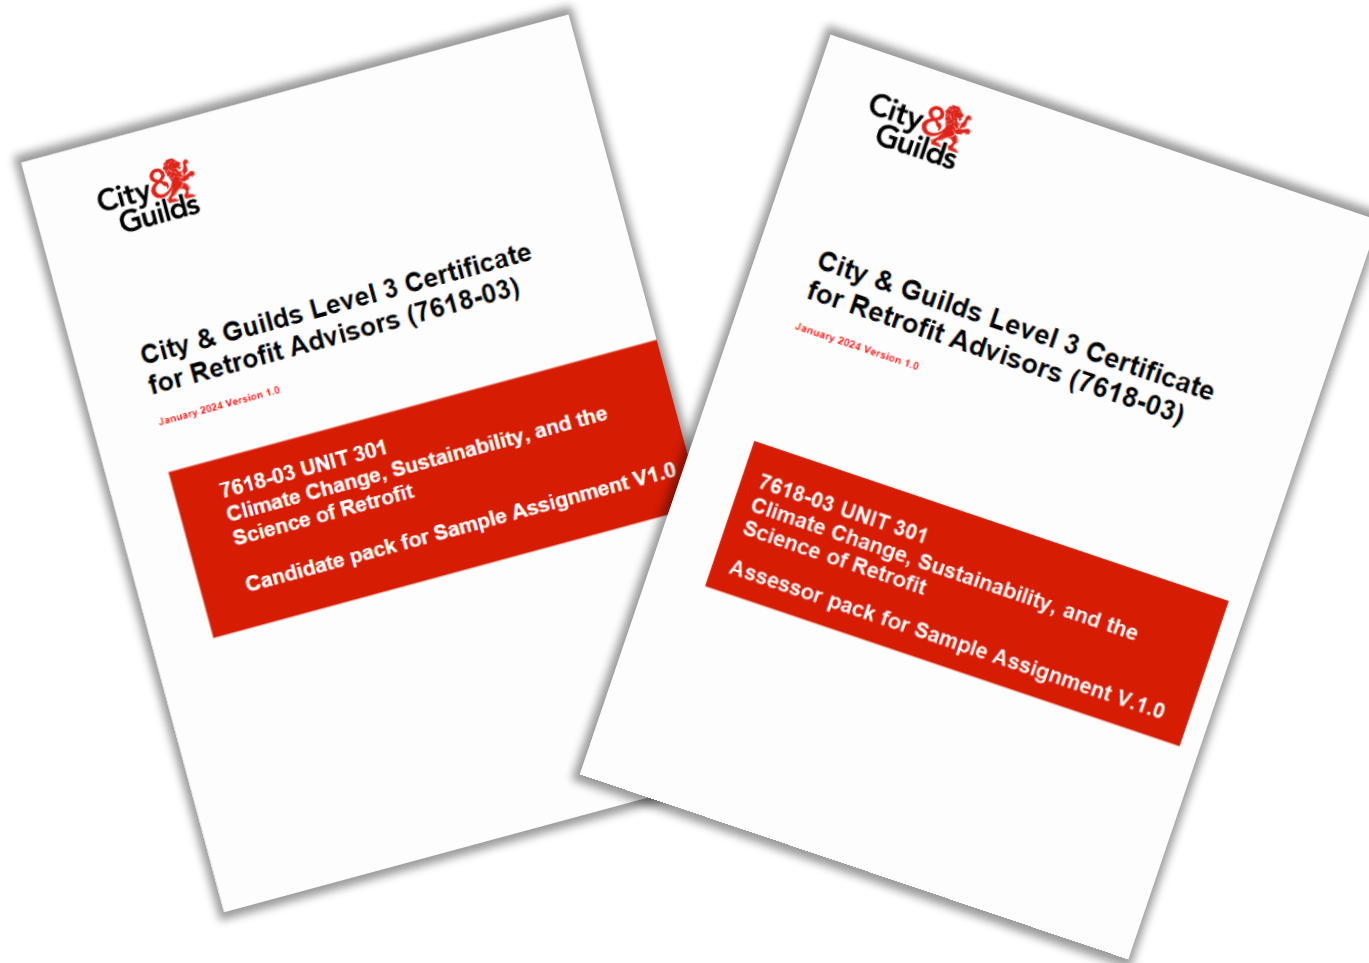 City &
Guilds
City & Guilds Level 3 Certificate
for Retrofit Advisors (7618-03)
January 2024 Version 1.0
7618-03 UNIT 301
Climate Change, Sustainability, and the
Science of Retrofit
Candidate pack for Sample Assignment V1.0
City &
Guilds
City & Guilds Level 3 Certificate
for Retrofit Advisors (7618-03)
January 2024 Version 1.0
7618-03 UNIT 301
Climate Change, Sustainability, and the
Science of Retrofit
Assessor pack for Sample Assignment V.1.0